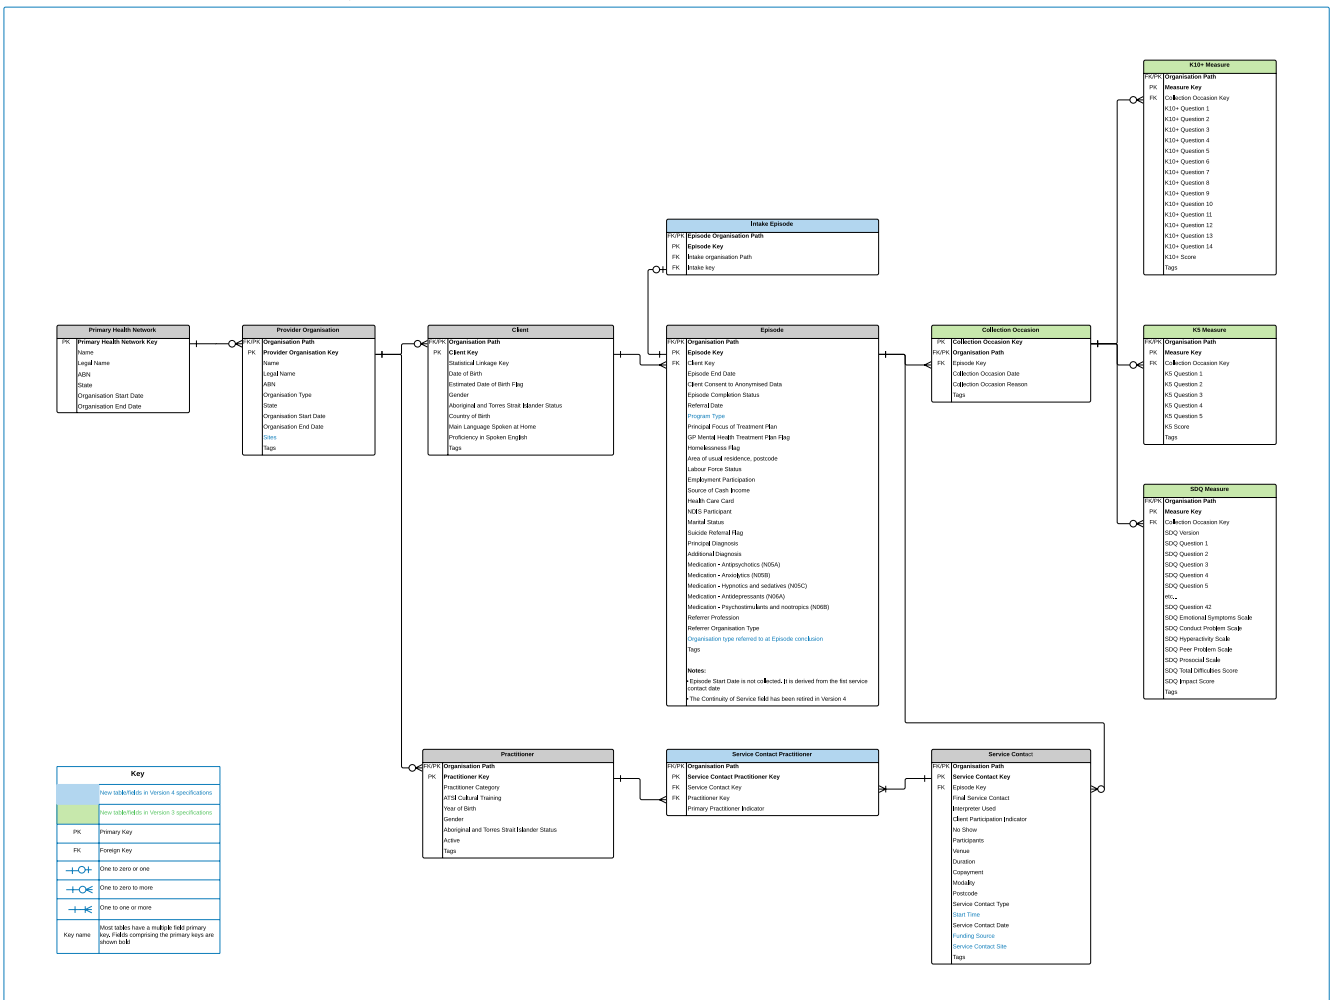 K10+ Measure
FK/PK Organisation Path
PK Measure Key
FK Collection Occasion Key
K10+ Question 1
K10+ Question 2
K10+ Question 3
K10+ Question 4
K10+ Question 5
K10+ Question 6
K10+ Question 7
K10+ Question 8
K10+ Question 9
K10+ Question 10
K10+ Question 11
K10+ Question 12
K10+ Question 13
K10+ Question 14
K10+ Score
Tags
Intake Episode
FK/PK Episode Organisation Path
PK Episode Key
FK Intake organisation Path
FK Intake key
Primary Health Network
PK Primary Health Network Key
Name
Legal Name
ABN
State
Organisation Start Date
Organisation End Date
Provider Organisation
FK/PK Organisation Path
PK Provider Organisation Key
Name
Legal Name
ABN
Organisation Type
State
Organisation Start Date
Organisation End Date
Sites
Tags
Client
FK/PK Organisation Path
PK Client Key
Statistical Linkage Key
Date of Birth
Estimated Date of Birth Flag
Gender
Aboriginal and Torres Strait Islander Status
Country of Birth
Main Language Spoken at Home
Proficiency in Spoken English
Tags
Episode
FK/PK Organisation Path
PK Episode Key
FK Client Key
Episode End Date
Client Consent to Anonymised Data
Episode Completion Status
Referral Date
Program Type
Principal Focus of Treatment Plan
GP Mental Health Treatment Plan Flag
Homelessness Flag
Area of usual residence, postcode
Labour Force Status
Employment Participation
Source of Cash Income
Health Care Card
NDIS Participant
Marital Status
Suicide Referral Flag
Principal Diagnosis
Additional Diagnosis
Medication - Antipsychotics (N05A)
Medication - Anxiolytics (N05B)
Medication - Hypnotics and sedatives (N05C)
Medication - Antidepressants (N06A)
Medication - Psychostimulants and nootropics (N06B)
Referrer Profession
Referrer Organisation Type
Organisation type referred to at Episode conclusion
Tags
Notes:
• Episode Start Date is not collected. It is derived from the fist service
contact date
• The Continuity of Service field has been retired in Version 4
Collection Occasion
PK Collection Occasion Key
FK/PK Organisation Path
FK Episode Key
Collection Occasion Date
Collection Occasion Reason
Tags
K5 Measure
FK/PK Organisation Path
PK Measure Key
FK Collection Occasion Key
K5 Question 1
K5 Question 2
K5 Question 3
K5 Question 4
K5 Question 5
K5 Score
Tags
SDQ Measure
FK/PK Organisation Path
PK Measure Key
FK Collection Occasion Key
SDQ Version
SDQ Question 1
SDQ Question 2
SDQ Question 3
SDQ Question 4
SDQ Question 5
etc..
SDQ Question 42
SDQ Emotional Symptoms Scale
SDQ Conduct Problem Scale
SDQ Hyperactivity Scale
SDQ Peer Problem Scale
SDQ Prosocial Scale
SDQ Total Difficulties Score
SDQ Impact Score
Tags
Practitioner
FK/PK Organisation Path
PK Practitioner Key
Practitioner Category
ATSI Cultural Training
Year of Birth
Gender
Aboriginal and Torres Strait Islander Status
Active
Tags
Service Contact Practitioner
FK/PK Organisation Path
PK Service Contact Practitioner Key
FK Service Contact Key
FK Practitioner Key
Primary Practitioner Indicator
Service Contact
FK/PK Organisation Path
PK Service Contact Key
FK Episode Key
Final Service Contact
Interpreter Used
Client Participation Indicator
No Show
Participants
Venue
Duration
Copayment
Modality
Postcode
Service Contact Type
Start Time
Service Contact Date
Funding Source
Service Contact Site
Tags
Key
New table/fields in Version 4 specifications
New table/fields in Version 3 specifications
PK Primary Key
FK Foreign Key
One to zero or one
One to zero to more
One to one or more
Key name
Most tables have a multiple field primary
key. Fields comprising the primary keys are
shown bold